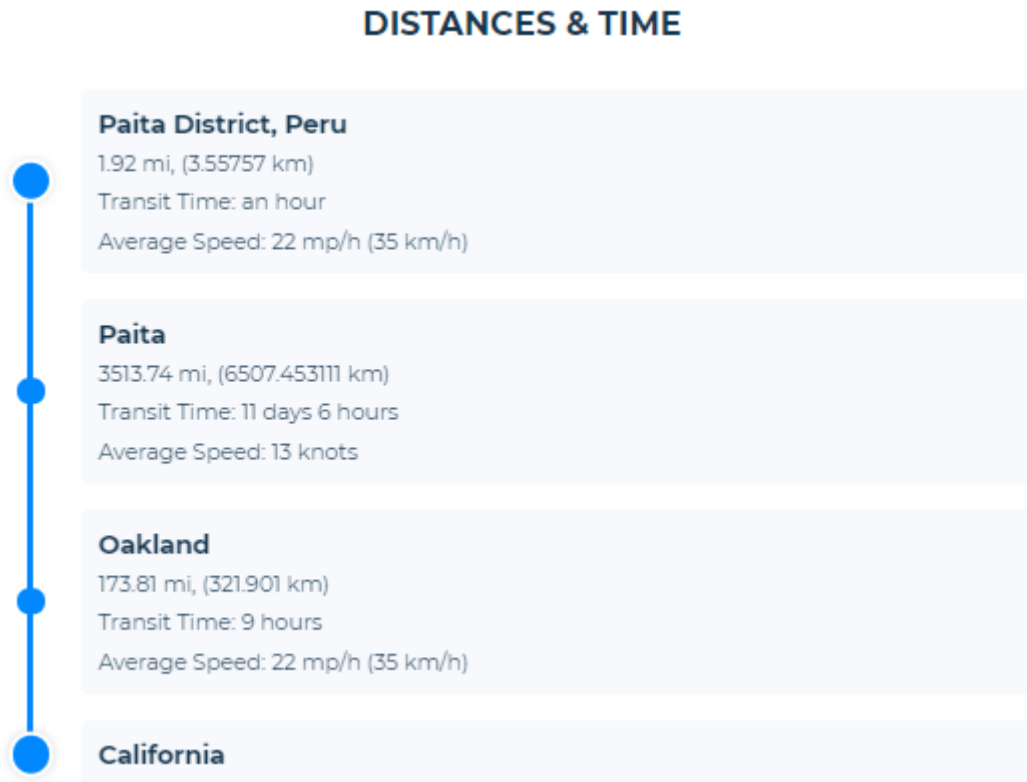 DISTANCES & TIME
Paita District, Peru
1.92 mi, (3.55757 km)
Transit Time: an hour
Average Speed: 22 mp/h (35 km/h)
Paita
3513.74 mi, (6507.453111 km)
Transit Time: 11 days 6 hours
Average Speed: 13 knots
Oakland
173.81 mi, (321.901 km)
Transit Time: 9 hours
Average Speed: 22 mp/h (35 km/h)
California